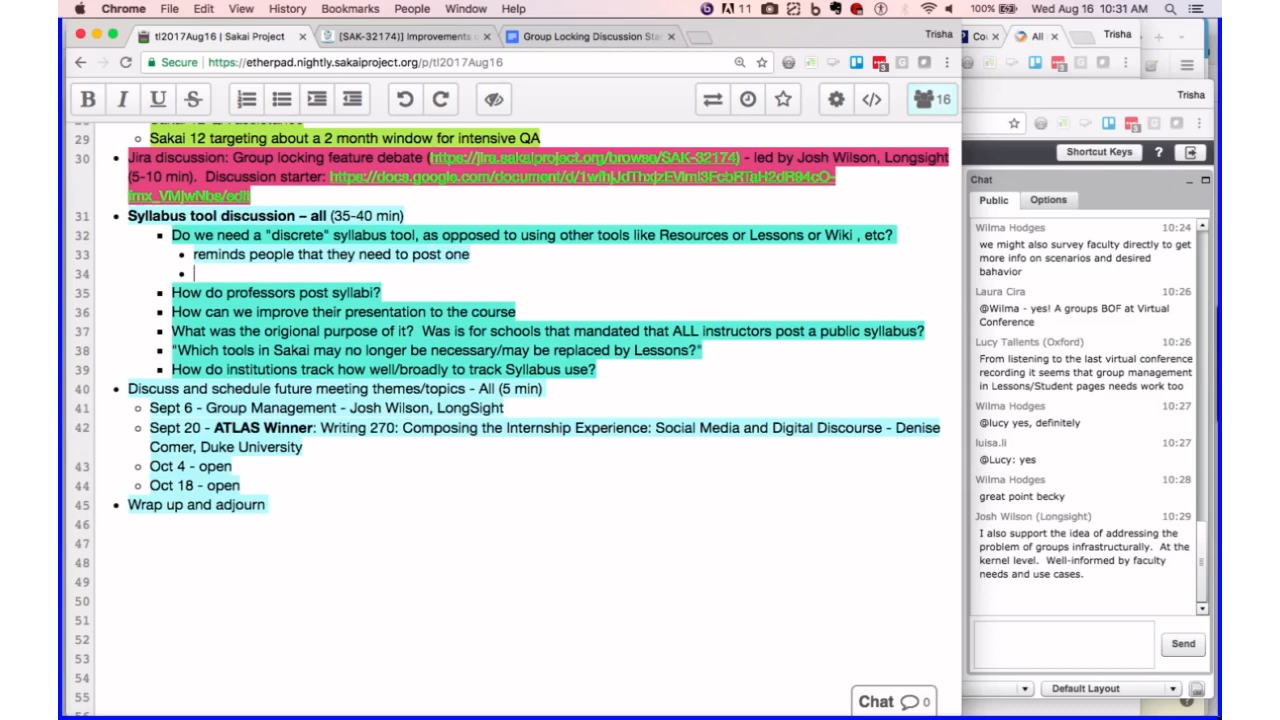 Chrome File Edit View History Bookmarks People Window Help 11 100% Wed Aug 16 10:31 AM
tl2017Aug16 | Sakai Project × [SAK-32174)] Improvements × Group Locking Discussion Sta × Trisha
Co × All × Trisha
Secure | https://etherpad.nightly.sakaiproject.org/p/tl2017Aug16
B I U S 16
Trisha
Shortcut Keys ?
29 Sakai 12 targeting about a 2 month window for intensive QA
30 Jira discussion: Group locking feature debate (https://jira.sakaiproject.org/browse/SAK-32174) - led by Josh Wilson, Longsight
(5-10 min). Discussion starter:
31 Syllabus tool discussion – all (35-40 min)
32 Do we need a "discrete" syllabus tool, as opposed to using other tools like Resources or Lessons or Wiki , etc?
33 reminds people that they need to post one
34
35 How do professors post syllabi?
36 How can we improve their presentation to the course
37 What was the origional purpose of it? Was is for schools that mandated that ALL instructors post a public syllabus?
38 "Which tools in Sakai may no longer be necessary/may be replaced by Lessons?"
39 How do institutions track how well/broadly to track Syllabus use?
40 Discuss and schedule future meeting themes/topics - All (5 min)
41 Sept 6 - Group Management - Josh Wilson, LongSight
42 Sept 20 - ATLAS Winner: Writing 270: Composing the Internship Experience: Social Media and Digital Discourse - Denise
Comer, Duke University
43 Oct 4 - open
44 Oct 18 - open
45 Wrap up and adjourn
46
47
48
49
50
51
52
53
54
55
Chat 0
Chat
Public Options
Wilma Hodges 10:24
we might also survey faculty directly to get
more info on scenarios and desired
bahavior
Laura Cira 10:26
@Wilma - yes! A groups BOF at Virtual
Conference
Lucy Tallents (Oxford) 10:26
From listening to the last virtual conference
recording it seems that group management
in Lessons/Student pages needs work too
Wilma Hodges 10:27
@lucy yes, definitely
luisa.li 10:27
@Lucy: yes
Wilma Hodges 10:28
great point becky
Josh Wilson (Longsight) 10:29
I also support the idea of addressing the
problem of groups infrastructurally. At the
kernel level. Well-informed by faculty
needs and use cases.
Send
Default Layout